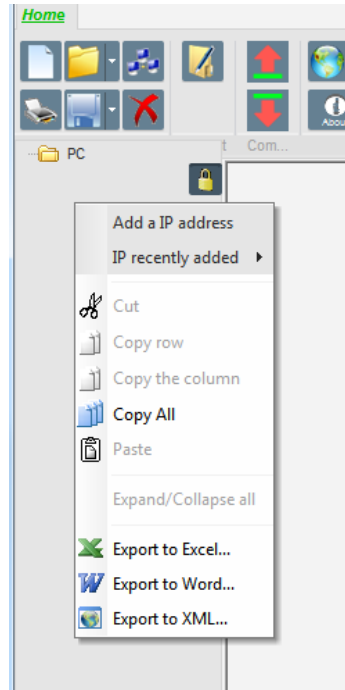 Home
Abou
t Com...
PC
Add a IP address
IP recently added
Cut
Copy row
Copy the column
Copy All
Paste
Expand/Collapse all
Export to Excel...
Export to Word...
Export to XML...